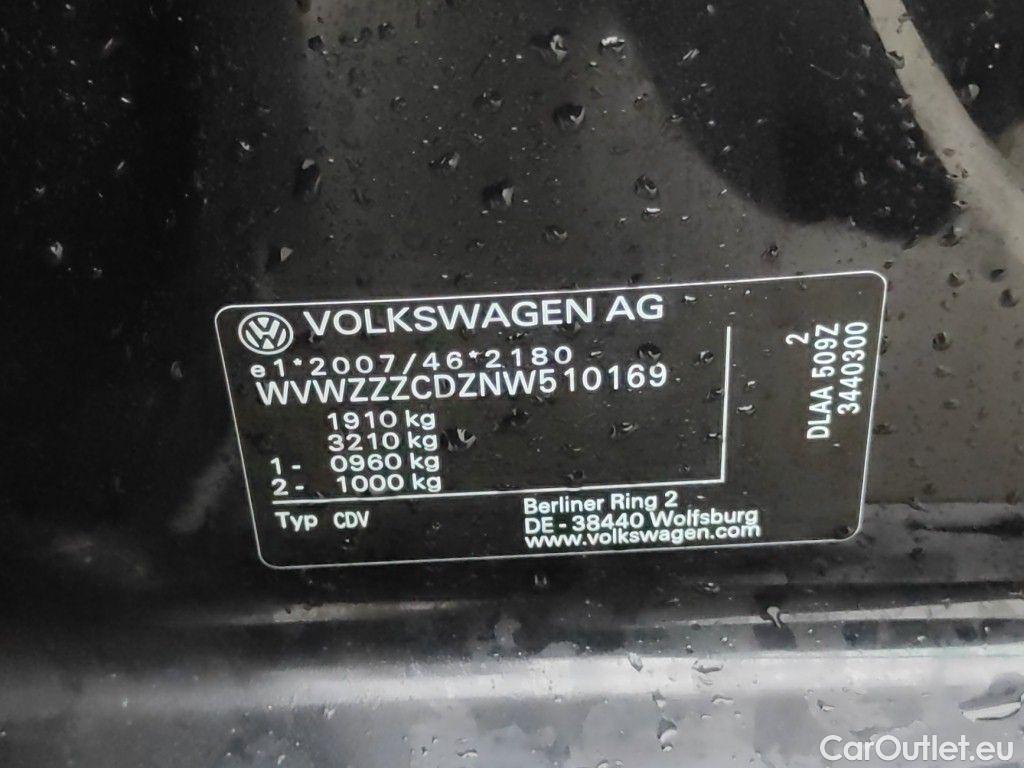 VOLKSWAGEN AG
e1*2007/46*2180
WVWZZZCDZNW510169
1910 kg
3210 kg
1- 0960 kg
2- 1000 kg
Typ CDV
Berliner Ring 2
DE-38440 Wolfsburg
www.volkswagen.com
2
DLAA 509Z
3440300
CarOutlet.eu